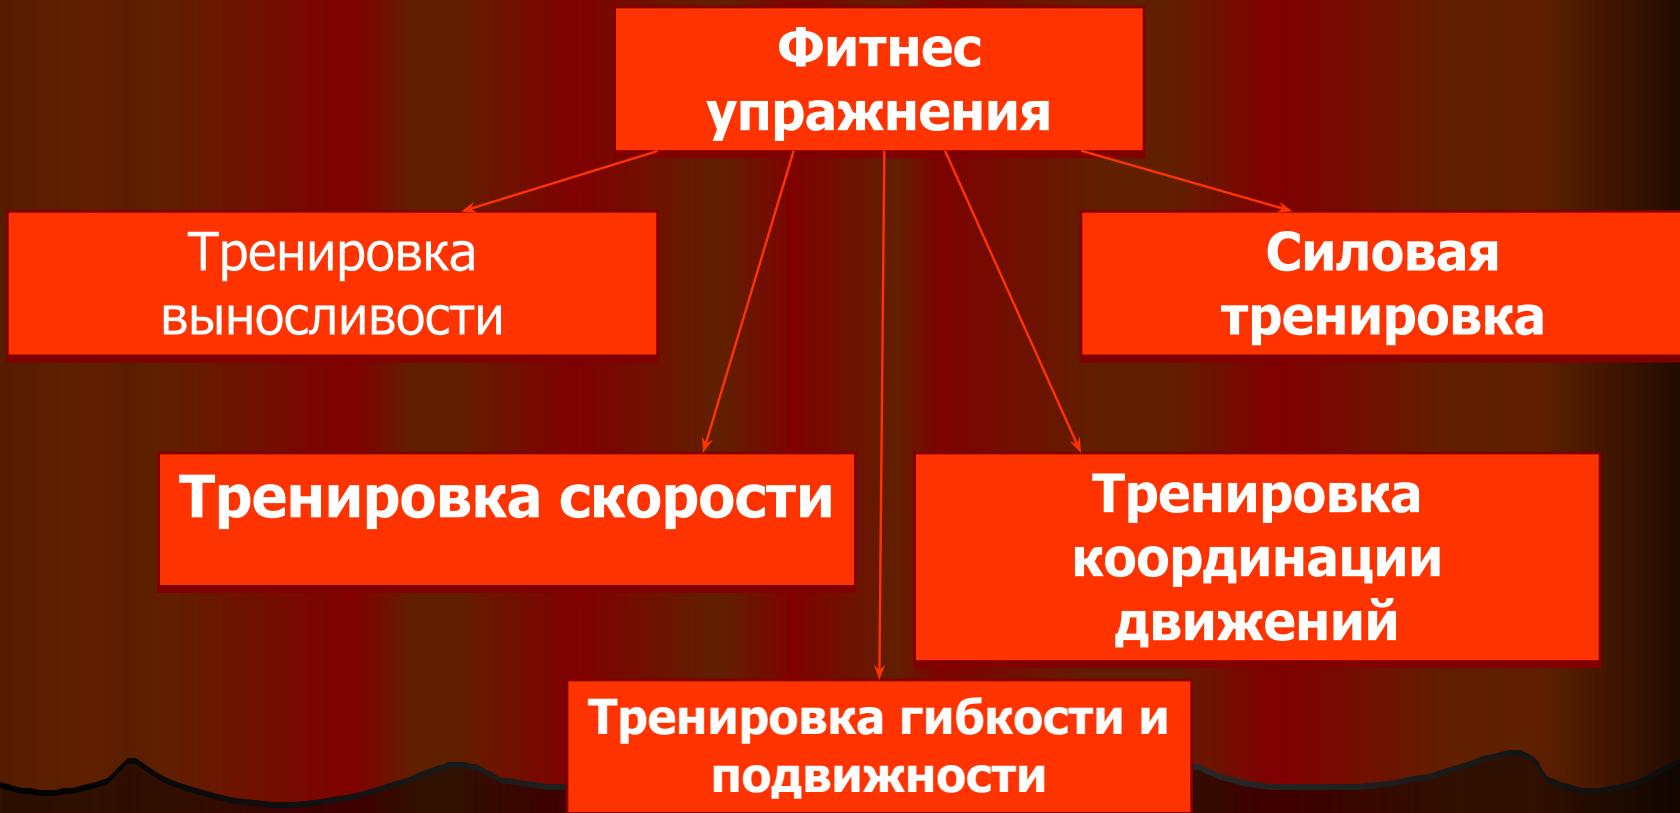 Фитнес
упражнения
Тренировка
выносливости
Силовая
тренировка
Тренировка скорости
Тренировка
координации
движений
Тренировка гибкости и
подвижности